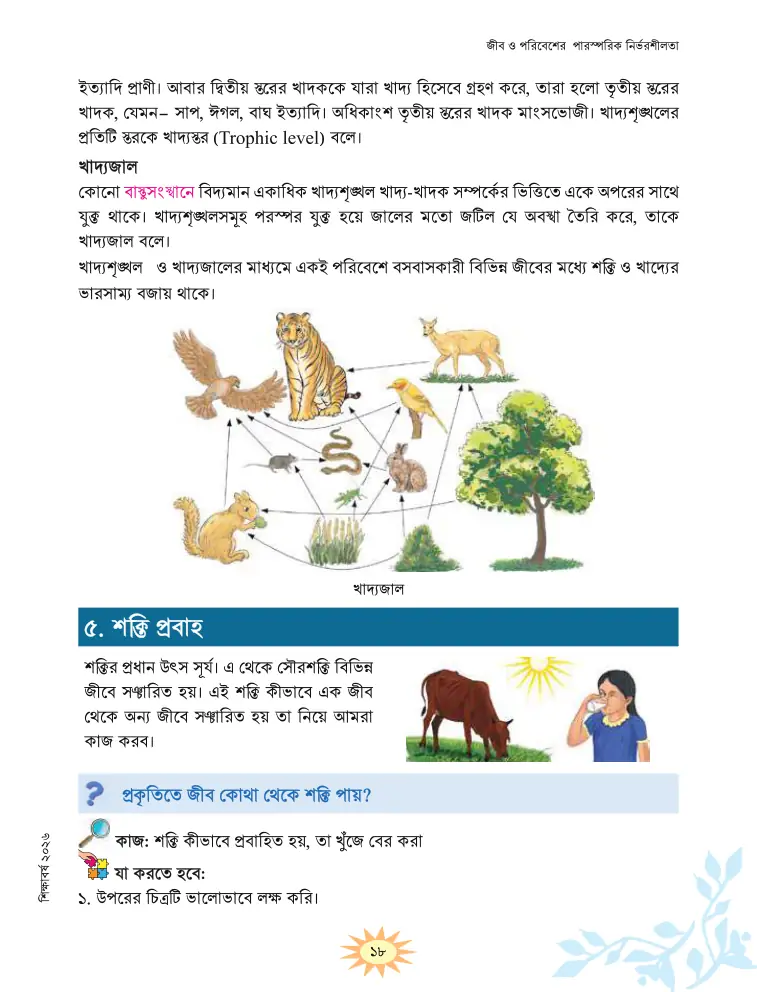 জীব ও পরিবেশের পারস্পরিক নির্ভরশীলতা
ইত্যাদি প্রাণী। আবার দ্বিতীয় স্তরের খাদককে যারা খাদ্য হিসেবে গ্রহণ করে, তারা হলো তৃতীয় স্তরের
খাদক, যেমন– সাপ, ঈগল, বাঘ ইত্যাদি। অধিকাংশ তৃতীয় স্তরের খাদক মাংসভোজী। খাদ্যশৃঙ্খলের
প্রতিটি স্তরকে খাদ্যস্তর (Trophic level) বলে।
খাদ্যজাল
কোনো বাস্তুসংস্থানে বিদ্যমান একাধিক খাদ্যশৃঙ্খল খাদ্য-খাদক সম্পর্কের ভিত্তিতে একে অপরের সাথে
যুক্ত থাকে। খাদ্যশৃঙ্খলসমূহ পরস্পর যুক্ত হয়ে জালের মতো জটিল যে অবস্থা তৈরি করে, তাকে
খাদ্যজাল বলে।
খাদ্যশৃঙ্খল ও খাদ্যজালের মাধ্যমে একই পরিবেশে বসবাসকারী বিভিন্ন জীবের মধ্যে শক্তি ও খাদ্যের
ভারসাম্য বজায় থাকে।
খাদ্যজাল
৫. শক্তি প্রবাহ
শক্তির প্রধান উৎস সূর্য। এ থেকে সৌরশক্তি বিভিন্ন
জীবে সঞ্চারিত হয়। এই শক্তি কীভাবে এক জীব
থেকে অন্য জীবে সঞ্চারিত হয় তা নিয়ে আমরা
কাজ করব।
প্রকৃতিতে জীব কোথা থেকে শক্তি পায়?
কাজ: শক্তি কীভাবে প্রবাহিত হয়, তা খুঁজে বের করা
যা করতে হবে:
১. উপরের চিত্রটি ভালোভাবে লক্ষ করি।
শিক্ষাবর্ষ ২০২৬
১৮